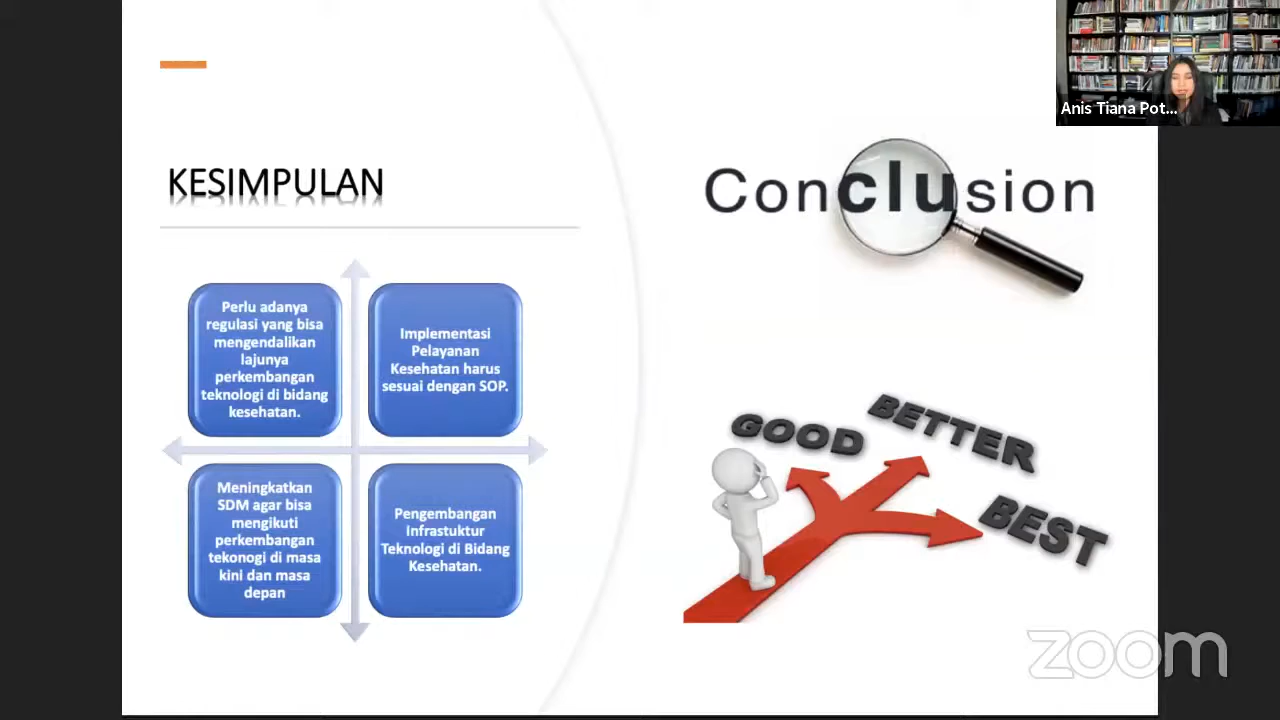 Anis Tiana Pot...
KESIMPULAN
Conclusion
Perlu adanya
regulasi yang bisa
mengendalikan
lajunya
perkembangan
teknologi di bidang
kesehatan.
Implementasi
Pelayanan
Kesehatan harus
sesuai dengan SOP.
Meningkatkan
SDM agar bisa
mengikuti
perkembangan
tekonogi di masa
kini dan masa
depan
Pengembangan
Infrastuktur
Teknologi di Bidang
Kesehatan.
GOOD
BETTER
BEST
zoom